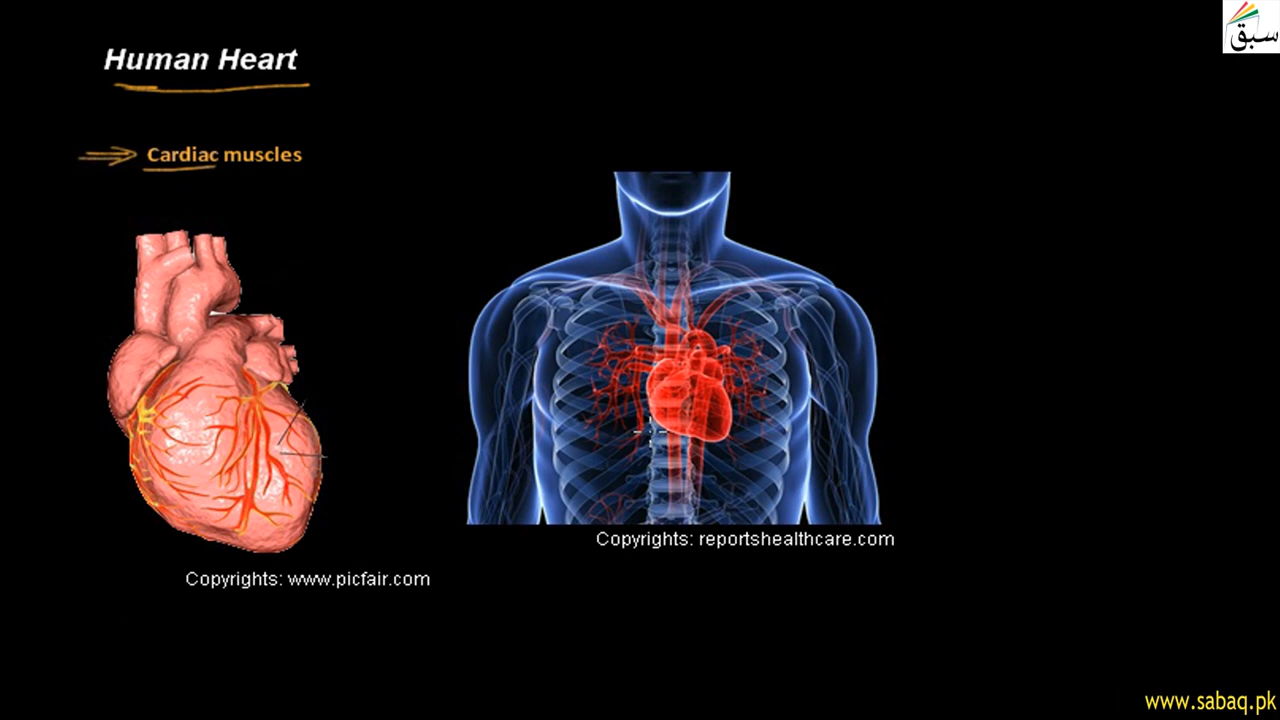 سبق
Human Heart
Cardiac muscles
Copyrights: reportshealthcare.com
Copyrights: www.picfair.com
www.sabaq.pk